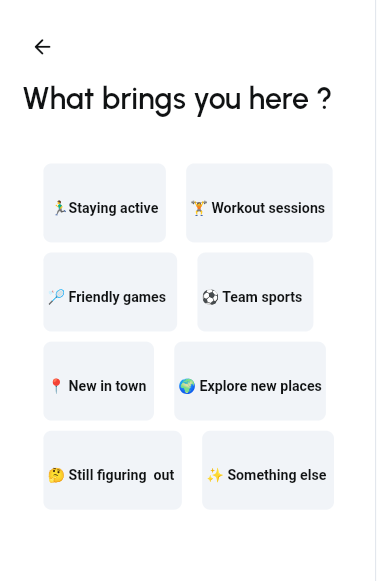 What brings you here ?
🏃‍♂️Staying active
🏋️ Workout sessions
🏸 Friendly games
⚽ Team sports
📍 New in town
🌍 Explore new places
🤔 Still figuring  out
✨ Something else